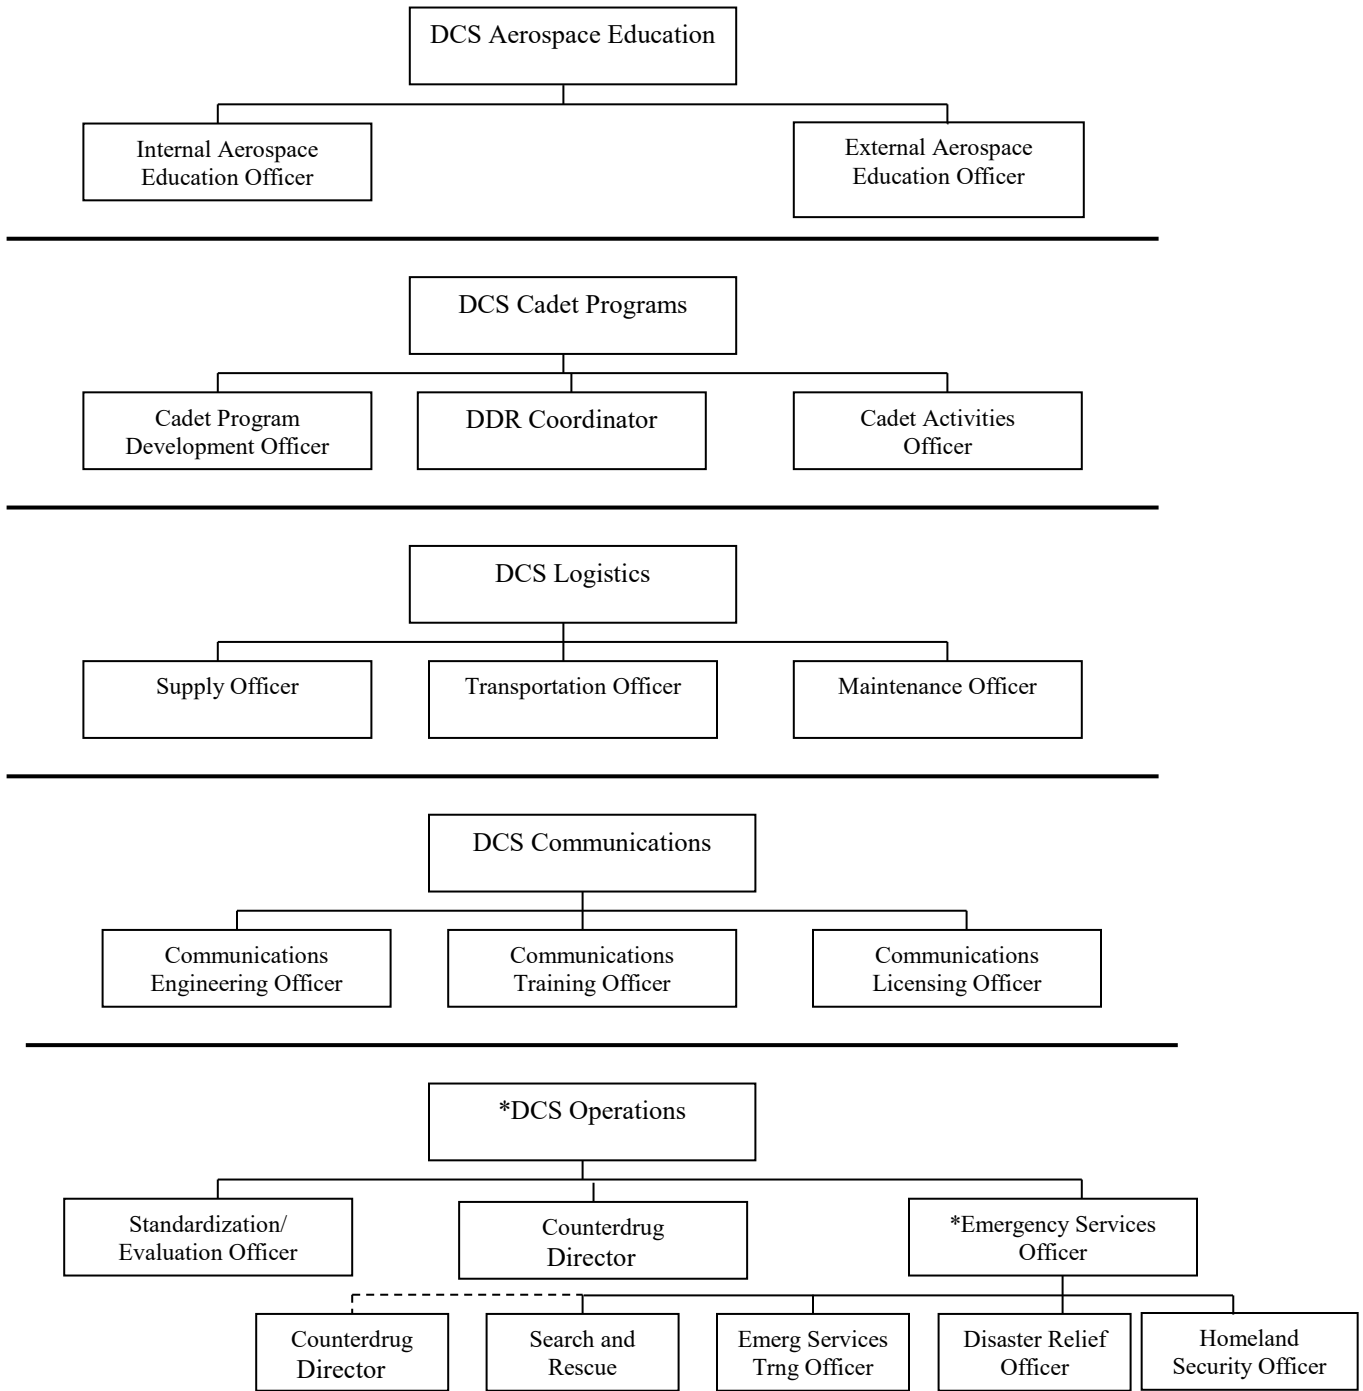 DCS Aerospace Education
Internal Aerospace
Education Officer
External Aerospace
Education Officer
DCS Cadet Programs
Cadet Program
Development Officer
DDR Coordinator
Cadet Activities
Officer
DCS Logistics
Supply Officer
Transportation Officer
Maintenance Officer
DCS Communications
Communications
Engineering Officer
Communications
Training Officer
Communications
Licensing Officer
*DCS Operations
Standardization/
Evaluation Officer
Counterdrug
Director
*Emergency Services
Officer
Counterdrug
Director
Search and
Rescue
Emerg Services
Trng Officer
Disaster Relief
Officer
Homeland
Security Officer